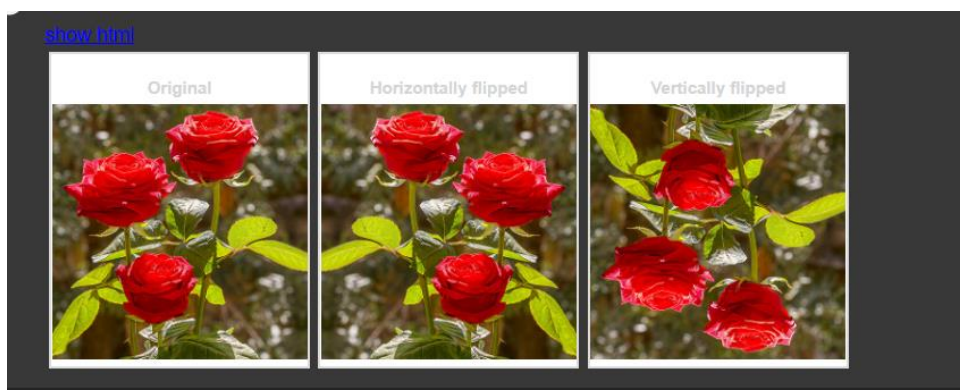 show html
Original
Horizontally flipped
Vertically flipped